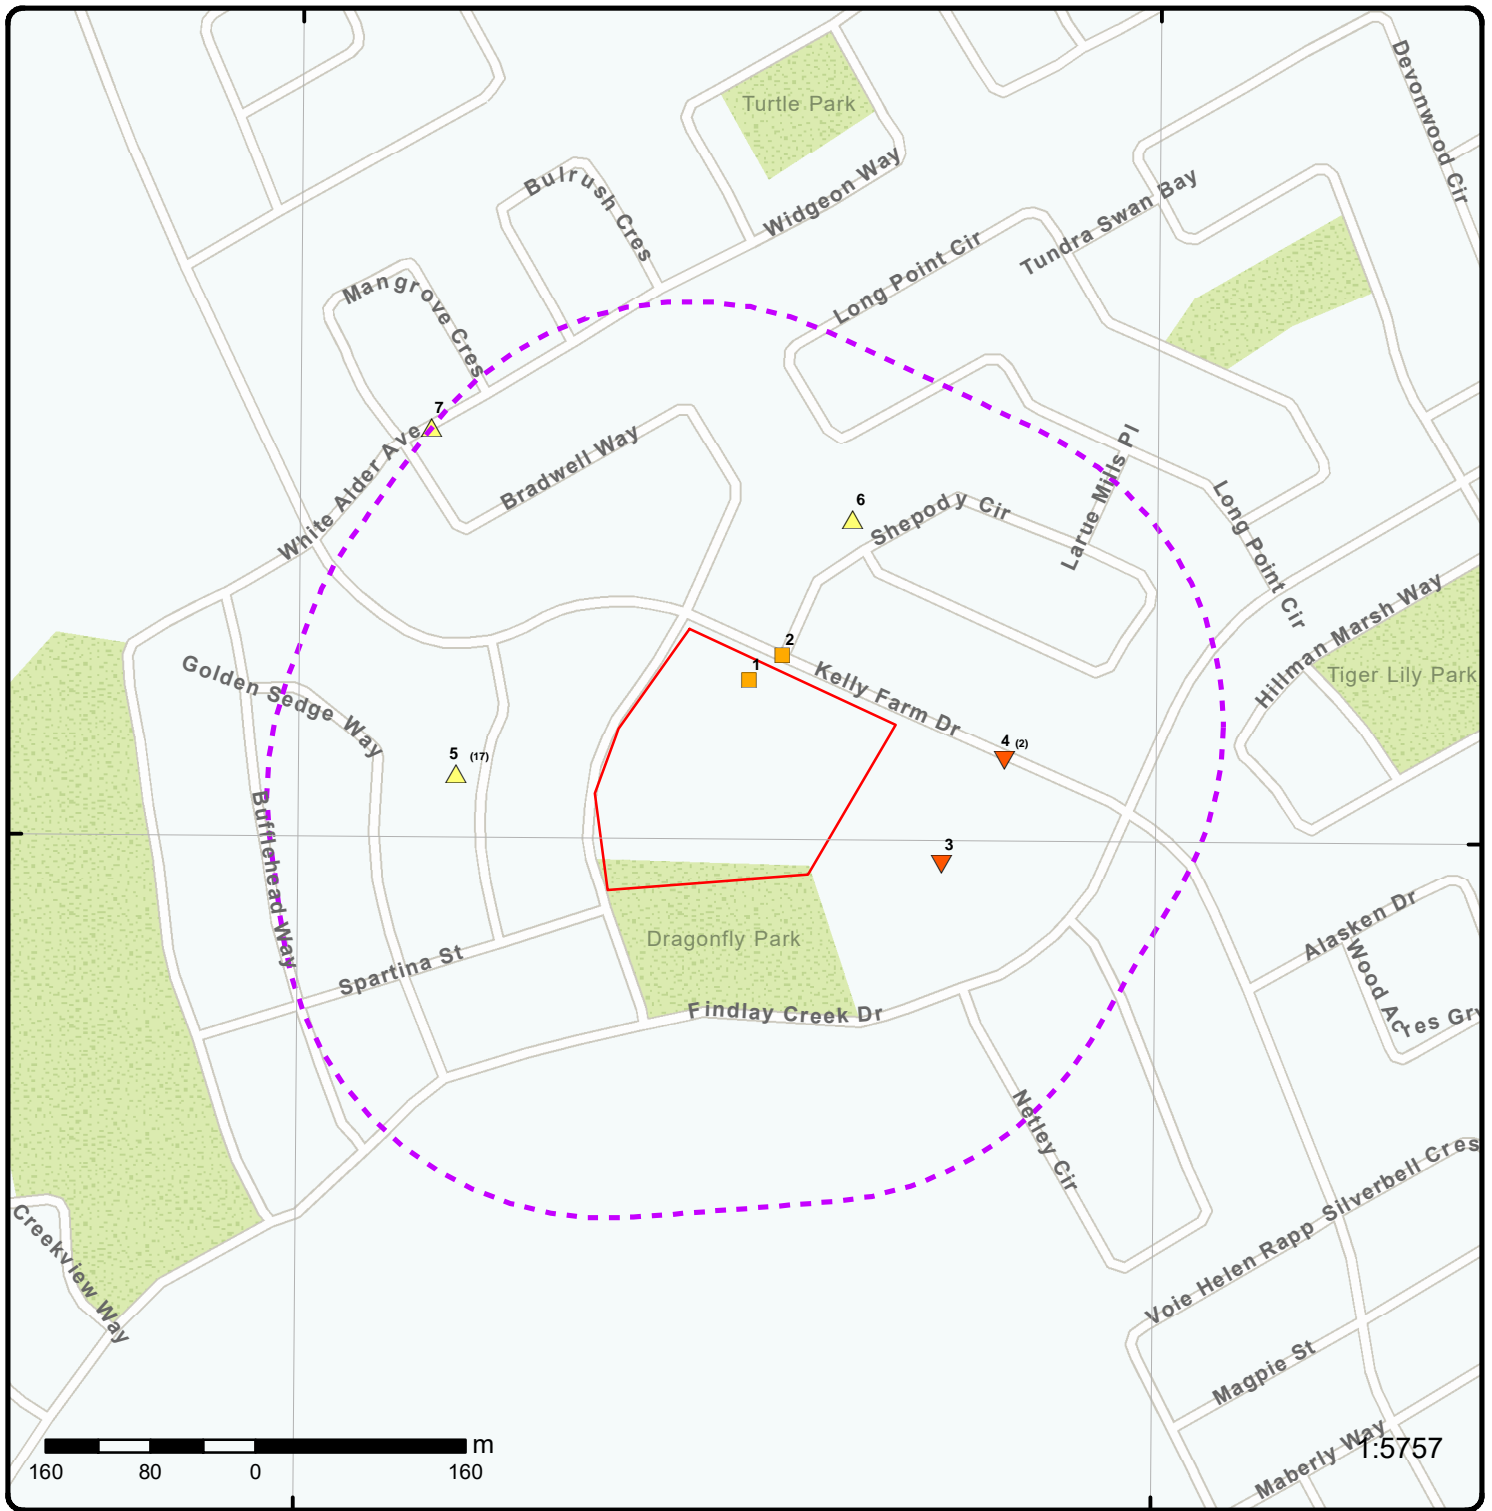 Devonwood Cir
Turtle Park
Bulrush Cres
Widgeon Way
Tundra Swan Bay
Long Point Cir
Mangrove Cres
7
White Alder Ave
Bradwell Way
6
Shepody Cir
Larue Mills Pl
Long Point Cir
Hillman Marsh Way
Tiger Lily Park
Golden Sedge Way
2
1
Kelly Farm Dr
4 (2)
5 (17)
3
Bufflehead Way
Dragonfly Park
Spartina St
Findlay Creek Dr
Alasken Dr
Wood Ac
res Gr
Netley Cir
Creekview Way
Voie Helen Rapp
Silverbell Cres
Magpie St
Maberly Way
1:5757
m
160 80 0 160